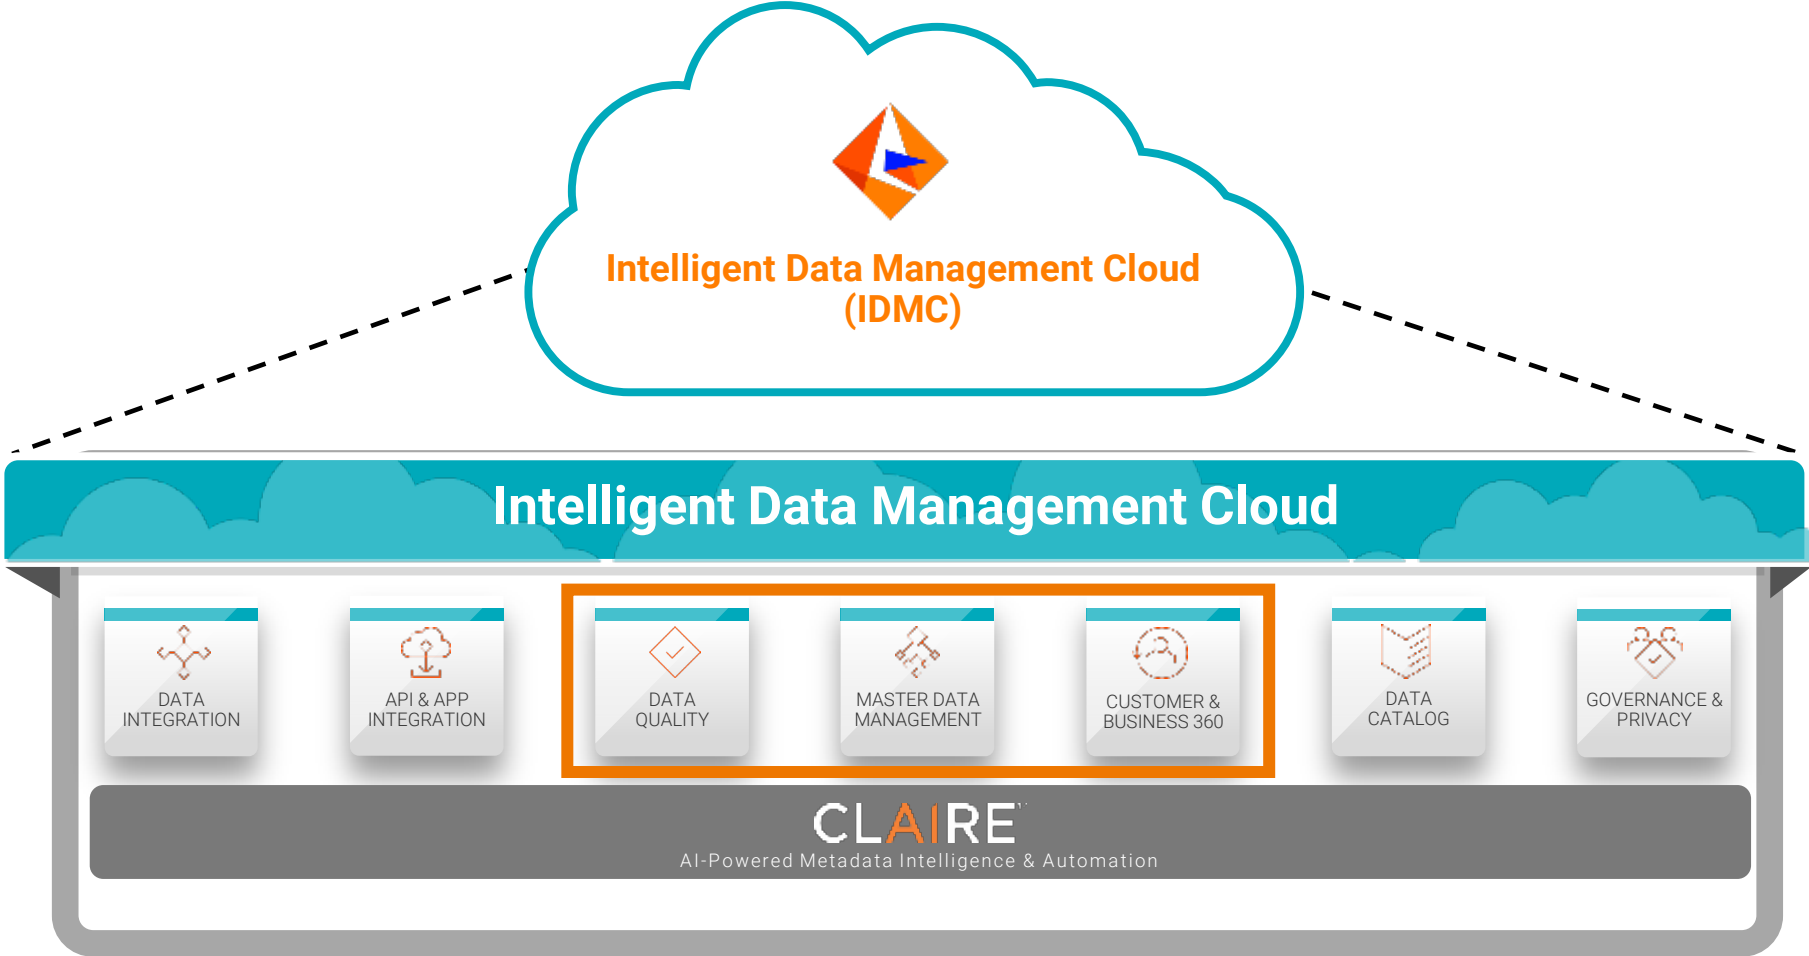 Intelligent Data Management Cloud
(IDMC)
Intelligent Data Management Cloud
DATA
INTEGRATION
API & APP
INTEGRATION
DATA
QUALITY
MASTER DATA
MANAGEMENT
CUSTOMER &
BUSINESS 360
DATA
CATALOG
GOVERNANCE &
PRIVACY
CLAIRE
AI-Powered Metadata Intelligence & Automation